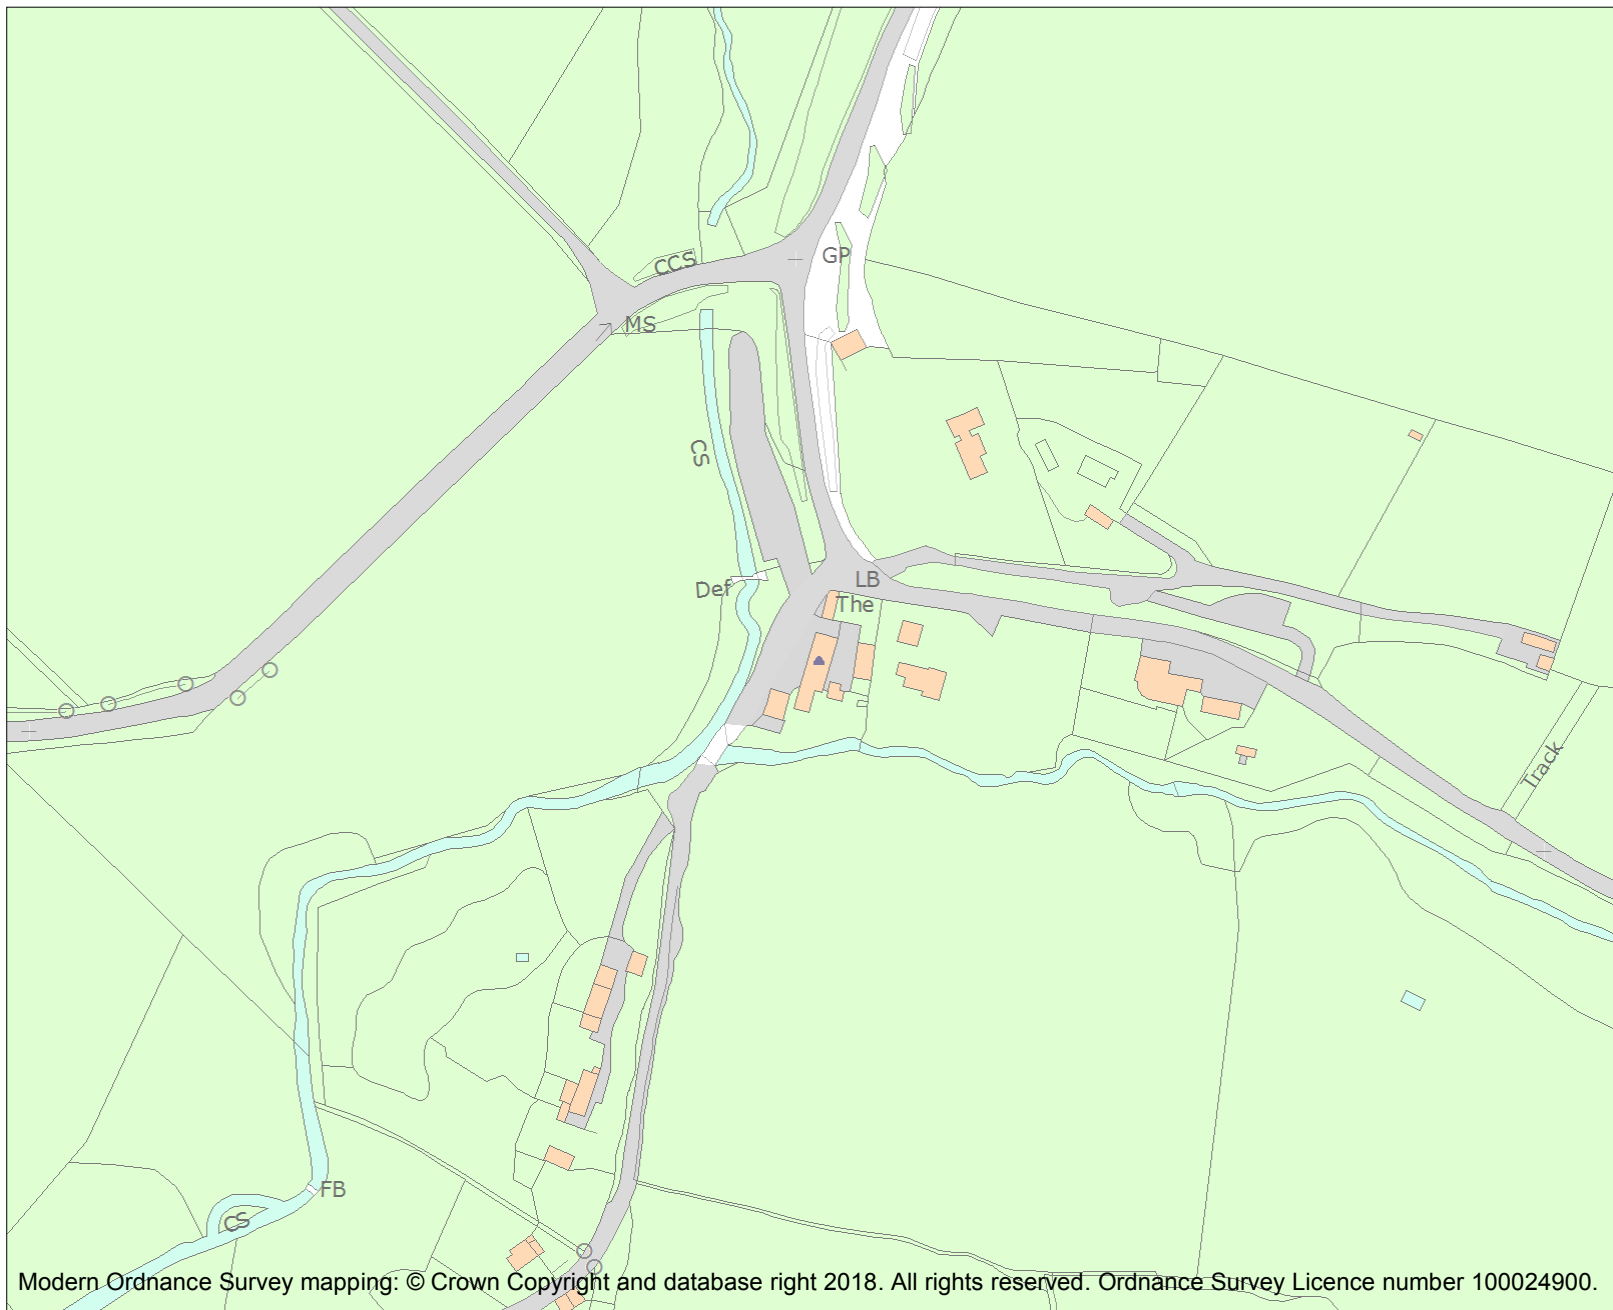 GP
CCS
MS
CS
LB
Def
The
Track
FB
CS
Modern Ordnance Survey mapping: © Crown Copyright and database right 2018. All rights reserved. Ordnance Survey Licence number 100024900.